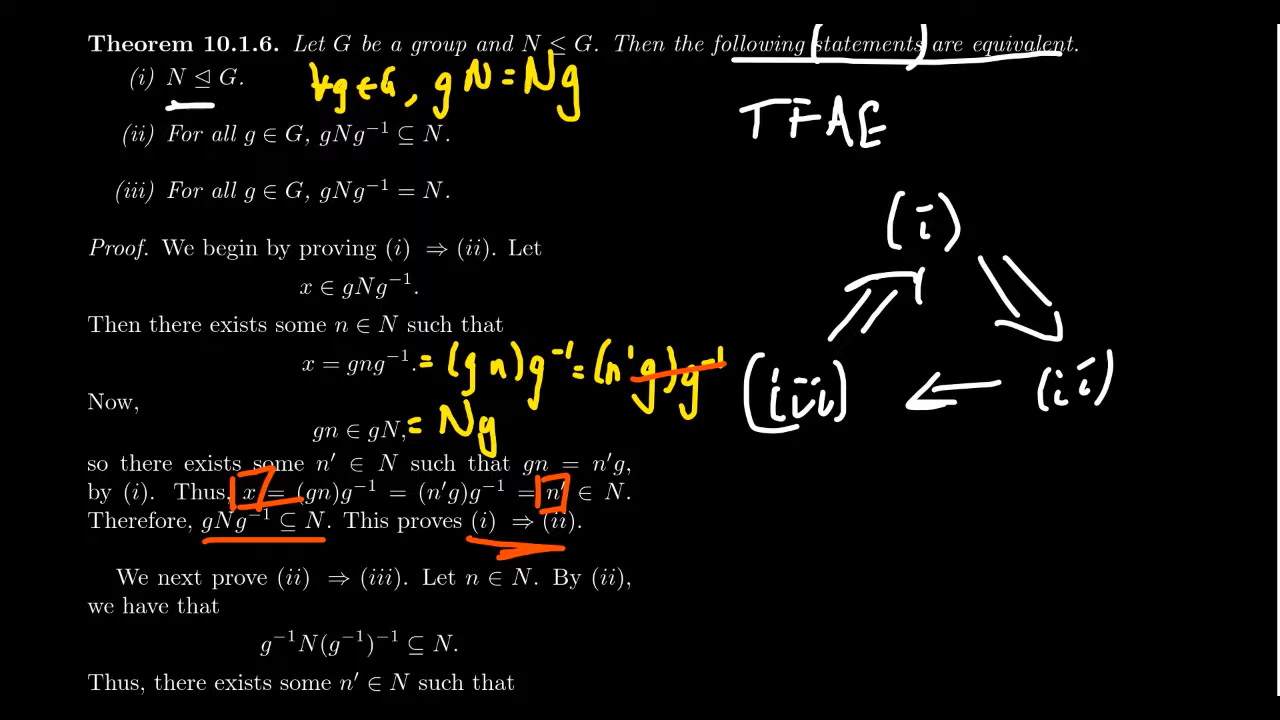 Theorem 10.1.6. Let G be a group and N ≤ G. Then the following (statements) are equivalent.
(i) N ⊴ G. ∀g ∈ G, gN = Ng
TFAE
(ii) For all g ∈ G, gNg⁻¹ ⊆ N.
(iii) For all g ∈ G, gNg⁻¹ = N.
(i)
Proof. We begin by proving (i) ⇒ (ii). Let
x ∈ gNg⁻¹.
Then there exists some n ∈ N such that
x = gng⁻¹. = (gn)g⁻¹ = (n'g)g⁻¹
(iii) ← (ii)
Now,
gn ∈ gN, = Ng
so there exists some n′ ∈ N such that gn = n′g,
by (i). Thus, x = (gn)g⁻¹ = (n′g)g⁻¹ = n′ ∈ N.
Therefore, gNg⁻¹ ⊆ N. This proves (i) ⇒ (ii).
We next prove (ii) ⇒ (iii). Let n ∈ N. By (ii),
we have that
g⁻¹N(g⁻¹)⁻¹ ⊆ N.
Thus, there exists some n′ ∈ N such that